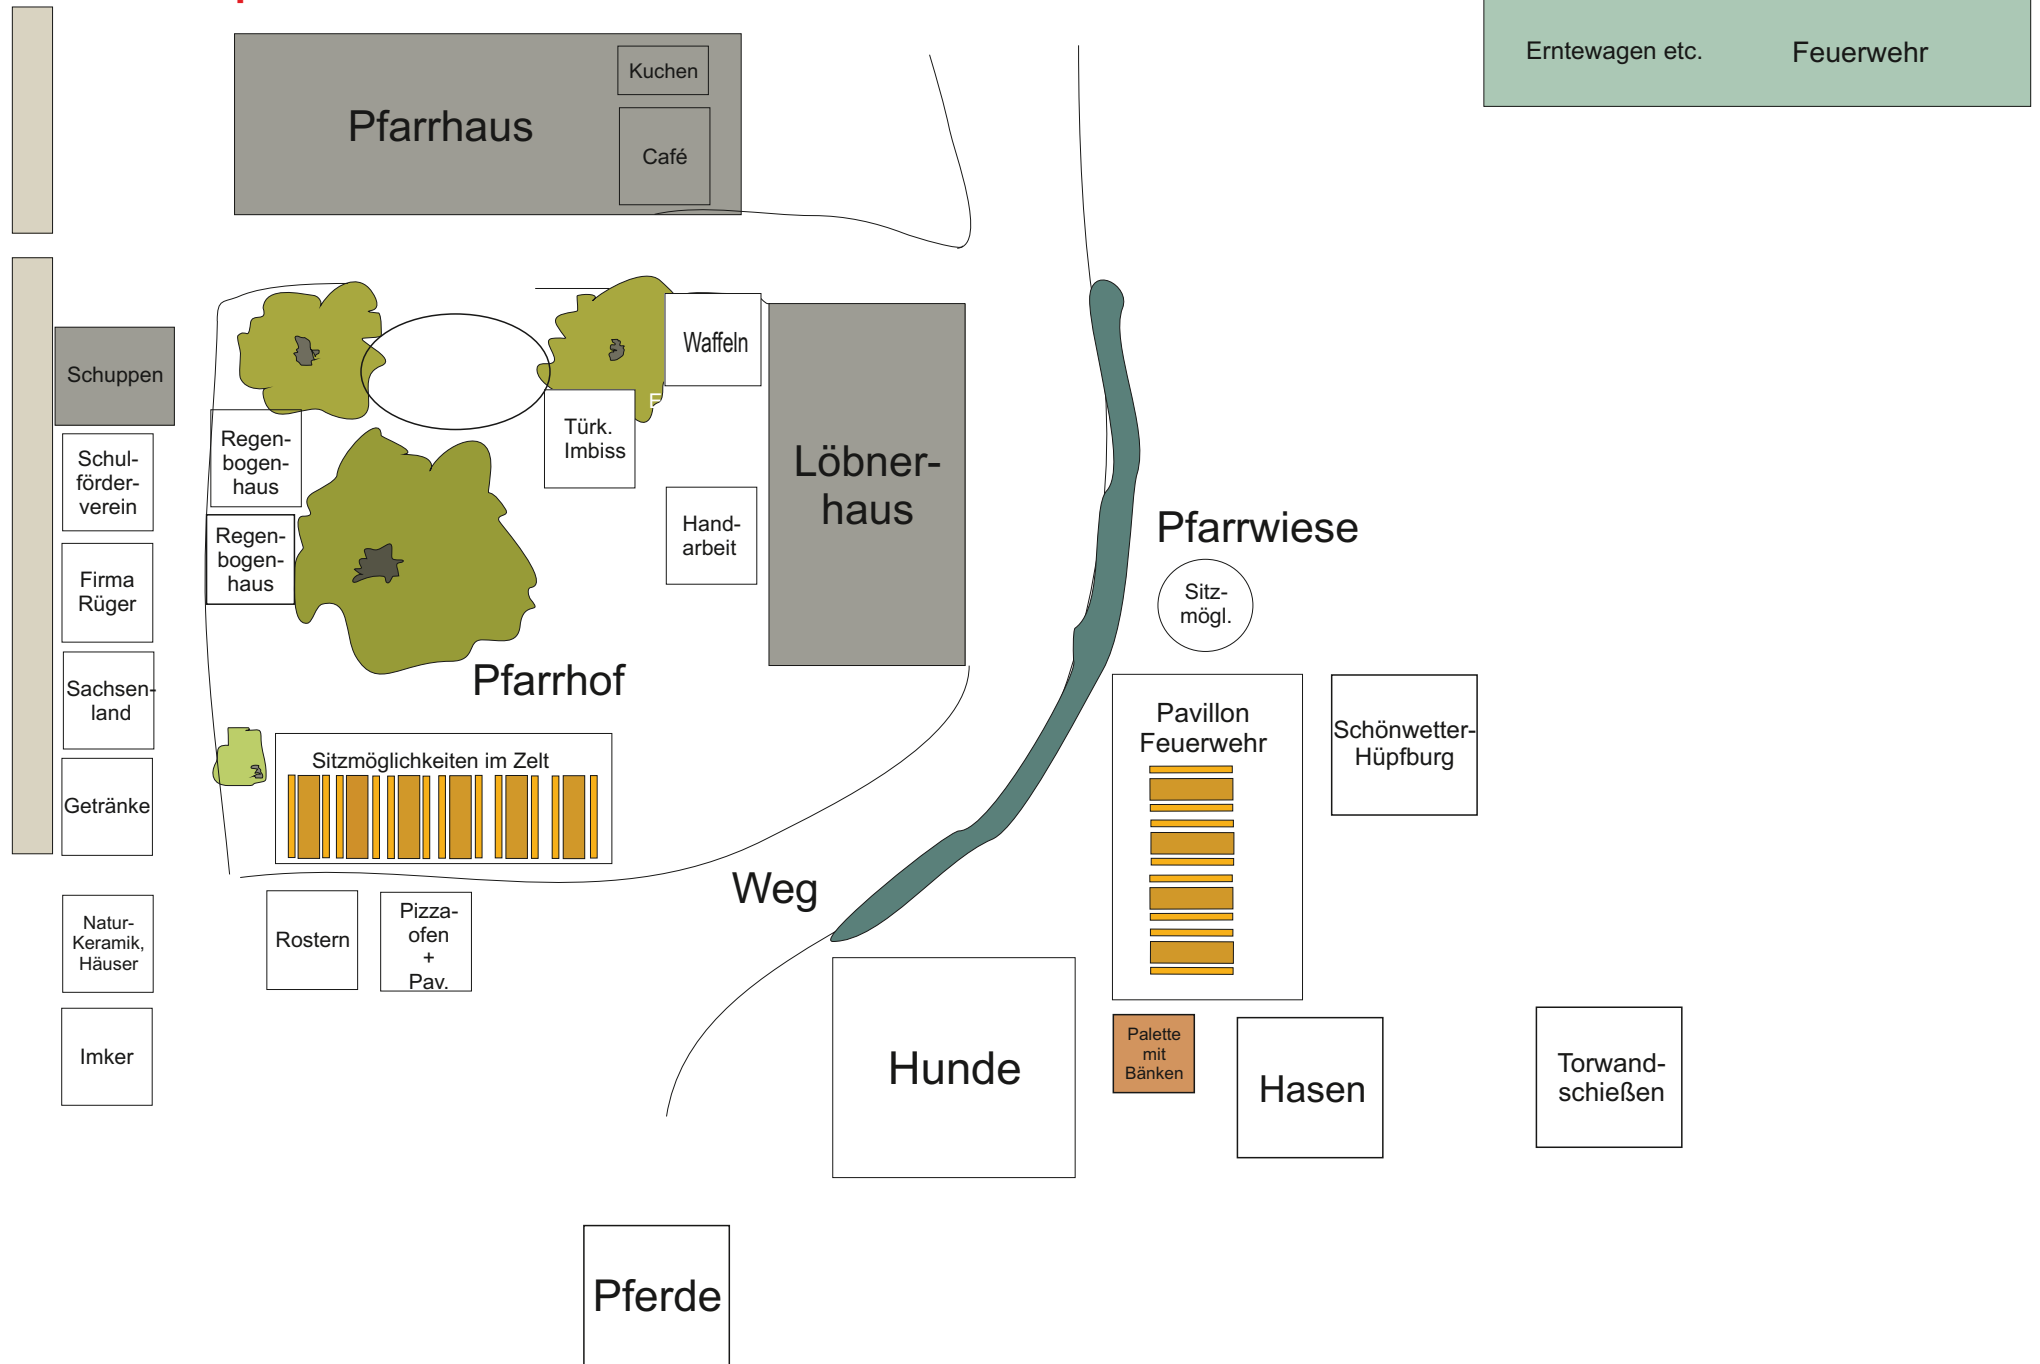 Erntewagen etc.
Feuerwehr
Kuchen
Pfarrhaus
Café
Waffeln
Schuppen
E
Türk.
Imbiss
Regen-
bogen-
haus
Schul-
förder-
verein
Löbner-
haus
Hand-
arbeit
Regen-
bogen-
haus
Pfarrwiese
Firma
Rüger
Sitz-
mögl.
Sachsen-
land
Pfarrhof
Pavillon
Feuerwehr
Schönwetter-
Hüpfburg
Sitzmöglichkeiten im Zelt
Getränke
Weg
Natur-
Keramik,
Häuser
Rostern
Pizza-
ofen
+
Pav.
Imker
Hunde
Palette
mit
Bänken
Hasen
Torwand-
schießen
Pferde